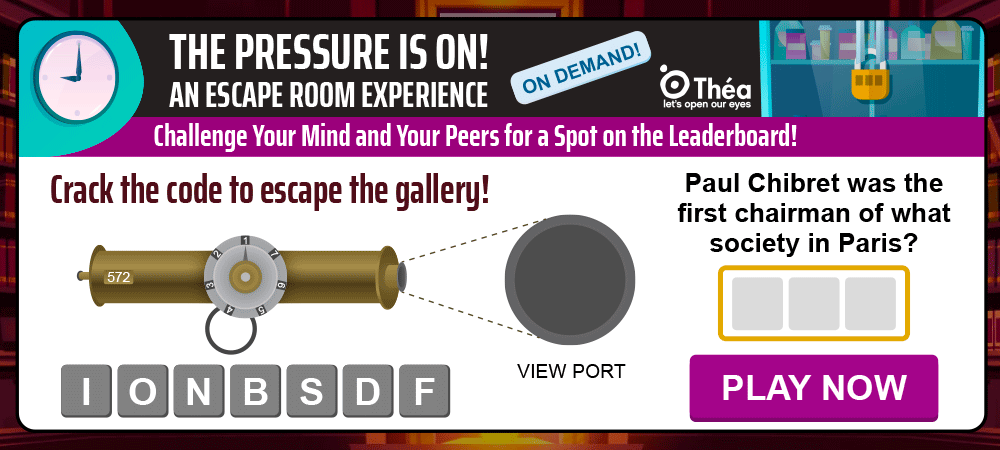 THE PRESSURE IS ON!
AN ESCAPE ROOM EXPERIENCE
ON DEMAND!
Théa
let's open our eyes
Challenge Your Mind and Your Peers for a Spot on the Leaderboard!
Crack the code to escape the gallery!
572
1
2
3
4
5
6
7
VIEW PORT
I O N B S D F
Paul Chibret was the
first chairman of what
society in Paris?
PLAY NOW